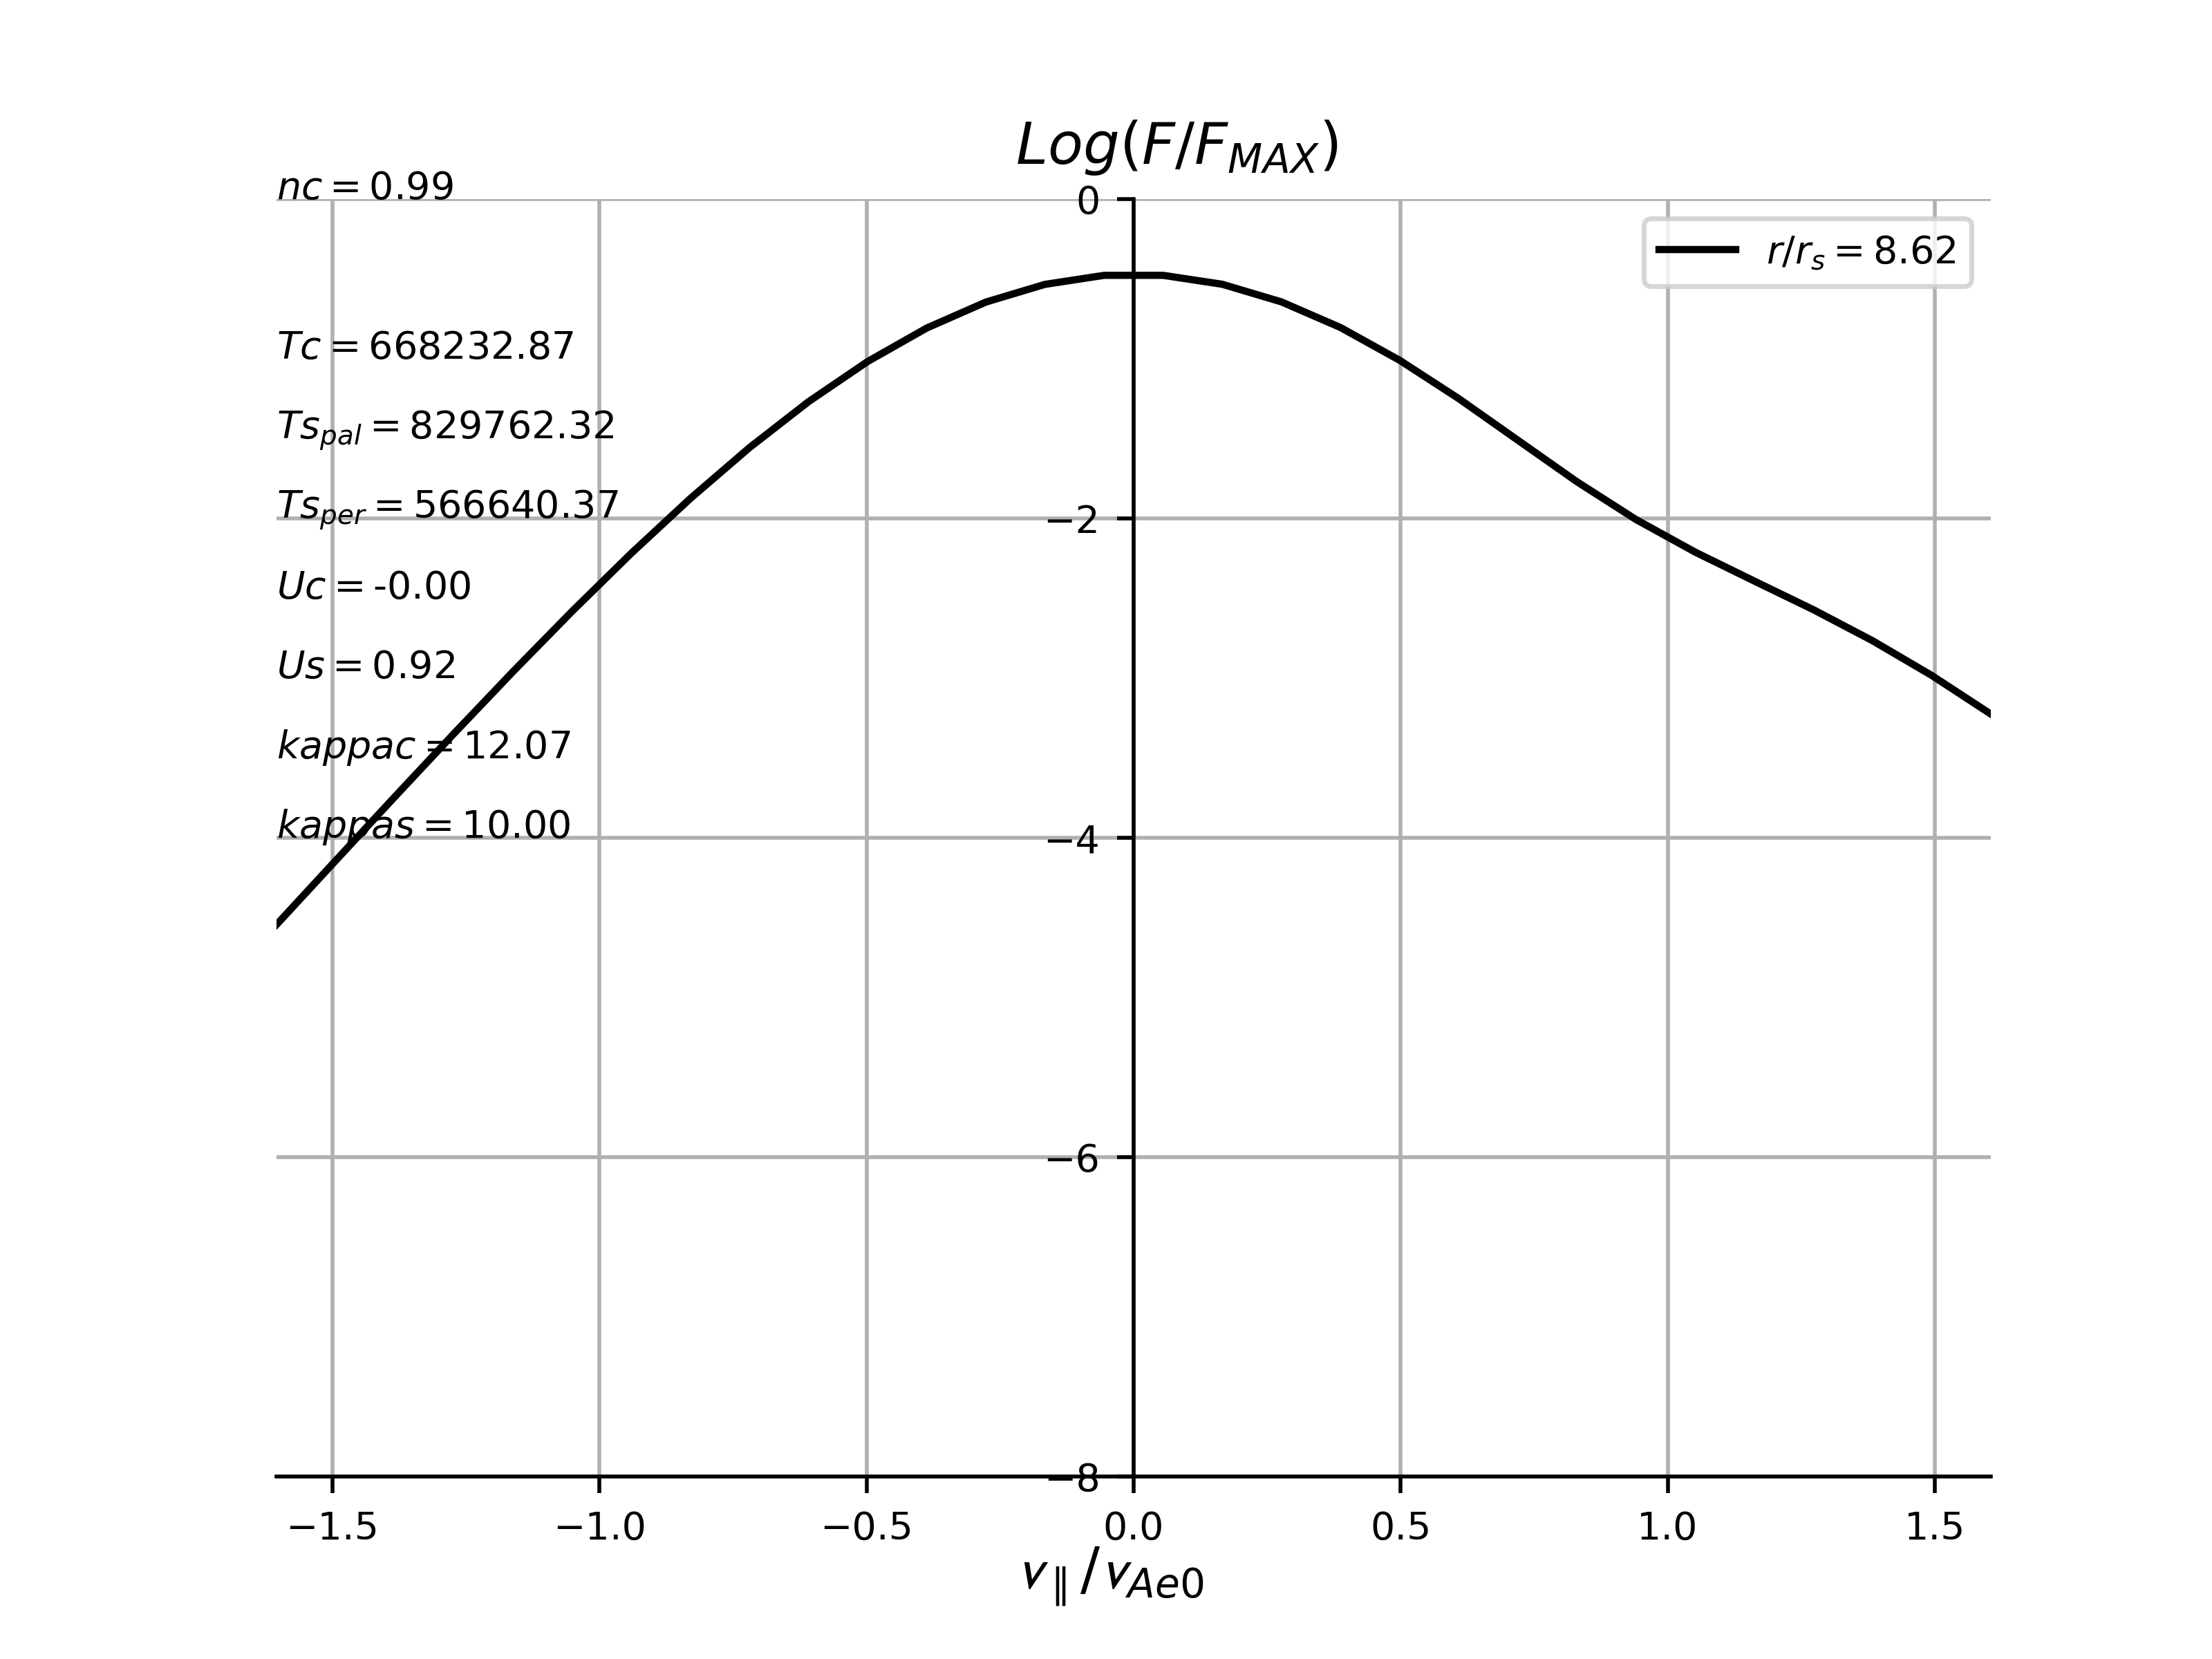 Log(F/F_MAX)
nc = 0.99
0
r/r_s = 8.62
Tc = 668232.87
Ts_pal = 829762.32
Ts_per = 566640.37
−2
Uc = -0.00
Us = 0.92
kappac = 12.07
kappas = 10.00
−4
−6
−8
−1.5 −1.0 −0.5 0.0 0.5 1.0 1.5
v_∥/v_Ae0